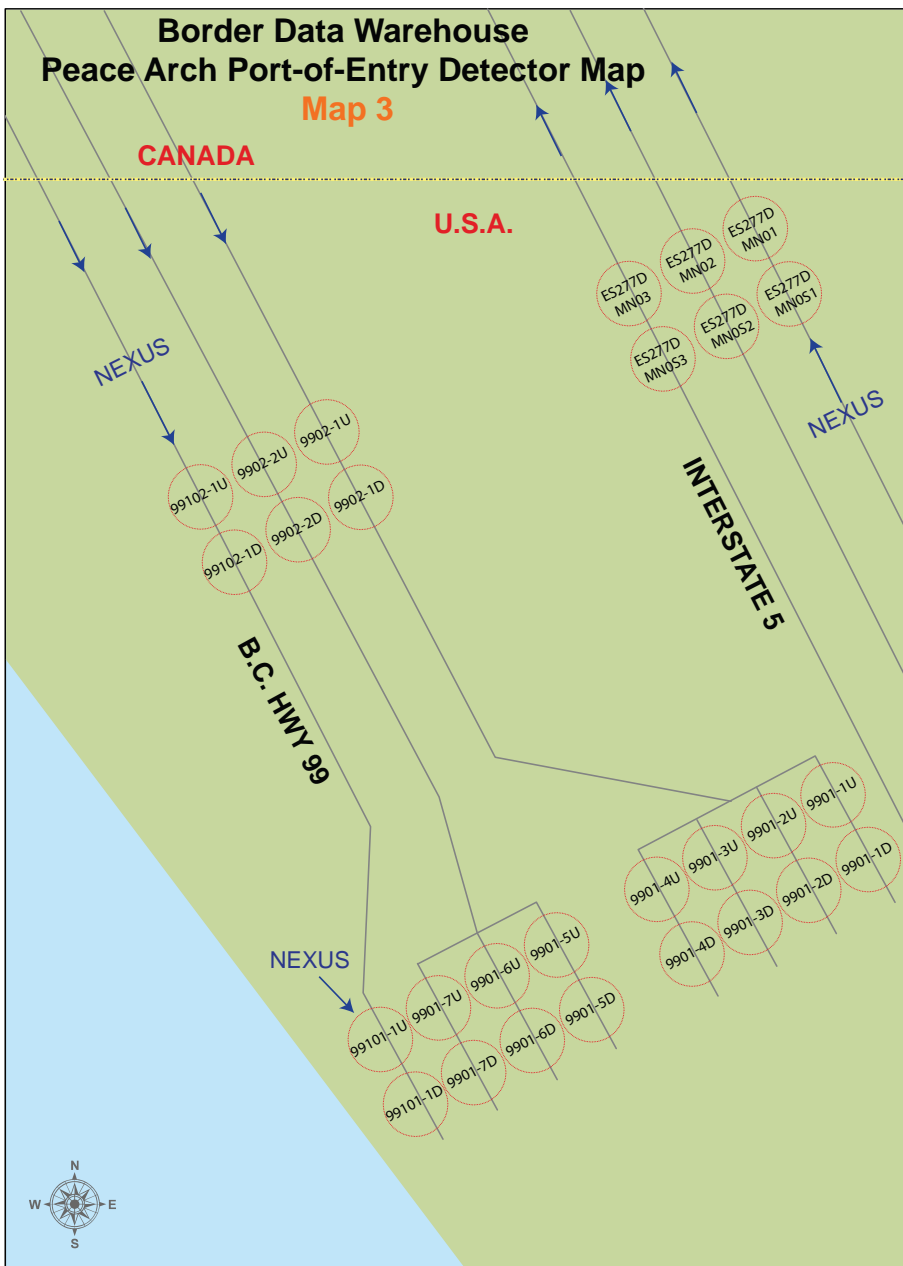 Border Data Warehouse
Peace Arch Port-of-Entry Detector Map
Map 3
CANADA
U.S.A.
ES277D
MN01
ES277D
MN02
ES277D
MN03
ES277D
MN0S1
ES277D
MN0S2
ES277D
MN0S3
NEXUS
NEXUS
9902-1U
9902-2U
99102-1U
9902-1D
9902-2D
99102-1D
INTERSTATE 5
B.C. HWY 99
9901-1U
9901-2U
9901-3U
9901-4U
9901-1D
9901-2D
9901-3D
9901-4D
NEXUS
9901-5U
9901-6U
9901-7U
99101-1U
9901-5D
9901-6D
9901-7D
99101-1D
N
W
E
S